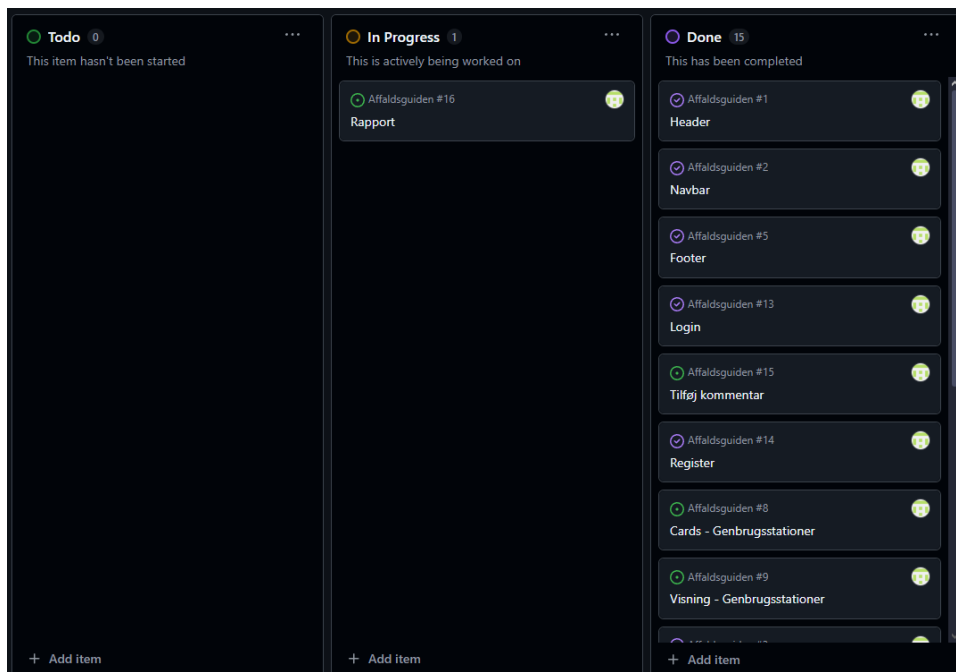 Todo 0
This item hasn't been started
+ Add item
In Progress 1
This is actively being worked on
Affaldsguiden #16
Rapport
+ Add item
Done 15
This has been completed
Affaldsguiden #1
Header
Affaldsguiden #2
Navbar
Affaldsguiden #5
Footer
Affaldsguiden #13
Login
Affaldsguiden #15
Tilføj kommentar
Affaldsguiden #14
Register
Affaldsguiden #8
Cards - Genbrugsstationer
Affaldsguiden #9
Visning - Genbrugsstationer
+ Add item